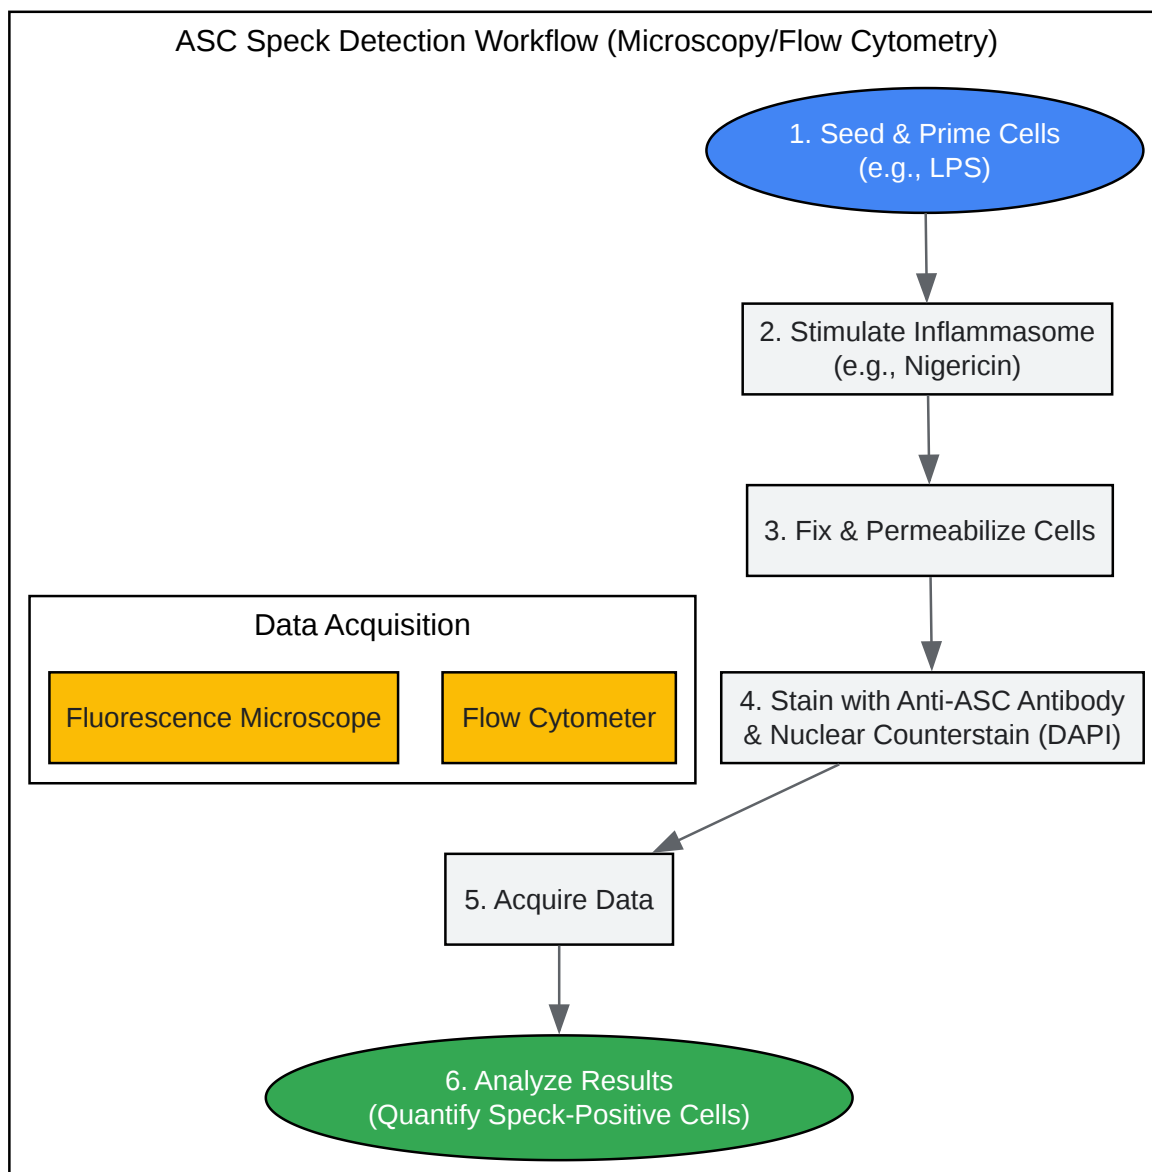 ASC Speck Detection Workflow (Microscopy/Flow Cytometry)
1. Seed & Prime Cells
(e.g., LPS)
2. Stimulate Inflammasome
(e.g., Nigericin)
3. Fix & Permeabilize Cells
Data Acquisition
Fluorescence Microscope
Flow Cytometer
4. Stain with Anti-ASC Antibody
& Nuclear Counterstain (DAPI)
5. Acquire Data
6. Analyze Results
(Quantify Speck-Positive Cells)